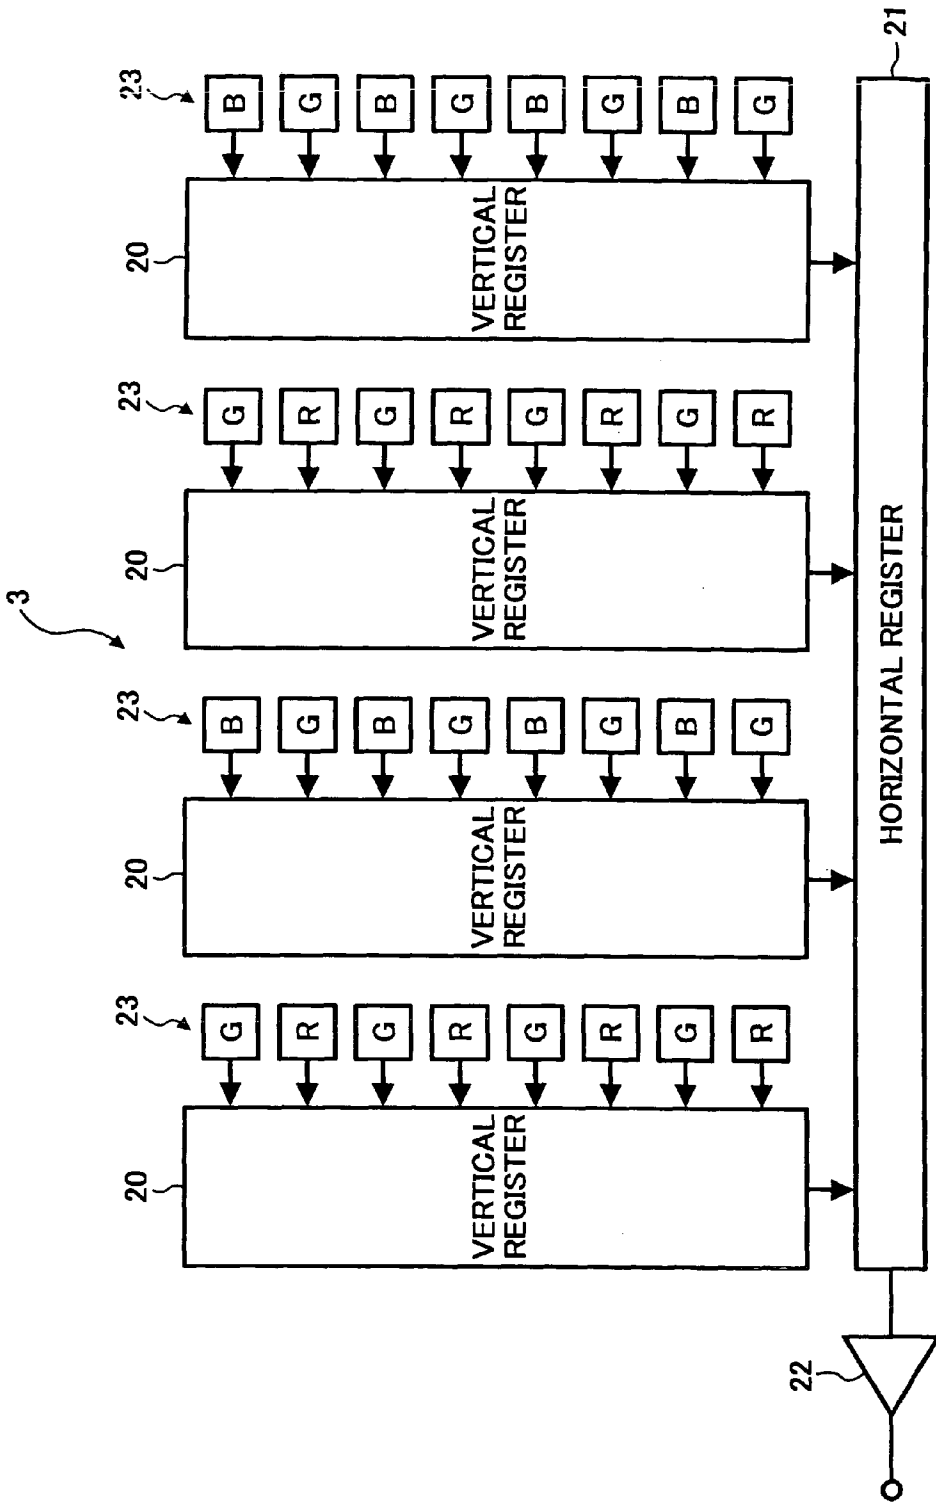 3
20 23 20 23 20 23 20 23
G B G B
R G R G
G B G B
R G R G
VERTICAL REGISTER
VERTICAL REGISTER
VERTICAL REGISTER
VERTICAL REGISTER
G B G B
R G R G
G B G B
R G R G
22
HORIZONTAL REGISTER
21